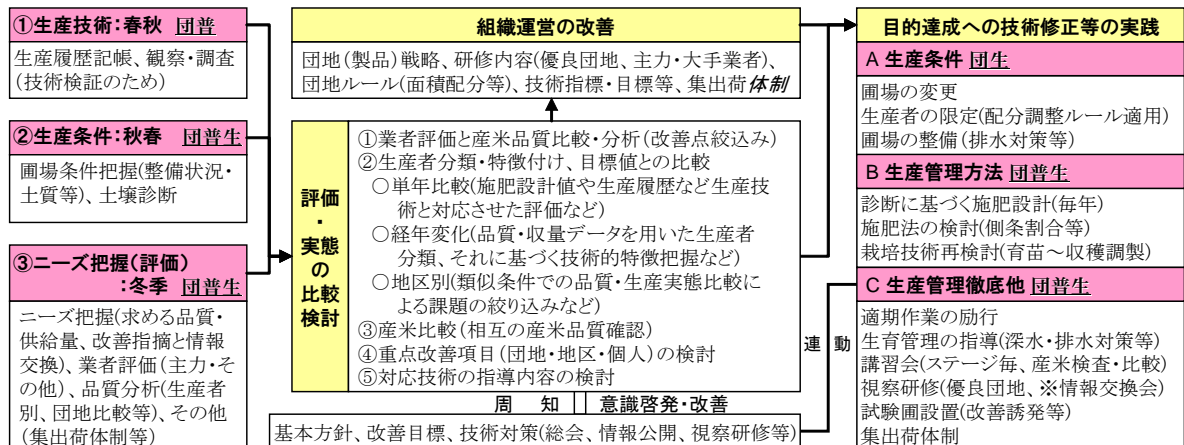 ①生産技術:春秋 団普
生産履歴記帳、観察・調査
(技術検証のため)
②生産条件:秋春 団普生
圃場条件把握(整備状況・
土質等)、土壌診断
③ニーズ把握(評価)
:冬季 団普生
ニーズ把握(求める品質・
供給量、改善指摘と情報
交換)、業者評価(主力・そ
の他)、品質分析(生産者
別、団地比較等)、その他
(集出荷体制等)
組織運営の改善
団地(製品)戦略、研修内容(優良団地、主力・大手業者)、
団地ルール(面積配分等)、技術指標・目標等、集出荷体制
評価・実態の比較検討
①業者評価と産米品質比較・分析(改善点絞込み)
②生産者分類・特徴付け、目標値との比較
○単年比較(施肥設計値や生産履歴など生産技
術と対応させた評価など)
○経年変化(品質・収量データを用いた生産者
分類、それに基づく技術的特徴把握など)
○地区別(類似条件での品質・生産実態比較に
よる課題の絞り込みなど)
③産米比較(相互の産米品質確認)
④重点改善項目(団地・地区・個人)の検討
⑤対応技術の指導内容の検討
周 知 意識啓発・改善
基本方針、改善目標、技術対策(総会、情報公開、視察研修等)
連 動
目的達成への技術修正等の実践
A 生産条件 団生
圃場の変更
生産者の限定(配分調整ルール適用)
圃場の整備(排水対策等)
B 生産管理方法 団普生
診断に基づく施肥設計(毎年)
施肥法の検討(側条割合等)
栽培技術再検討(育苗～収穫調製)
C 生産管理徹底他 団普生
適期作業の励行
生育管理の指導(深水・排水対策等)
講習会(ステージ毎、産米検査・比較)
視察研修(優良団地、※情報交換会)
試験圃設置(改善誘発等)
集出荷体制